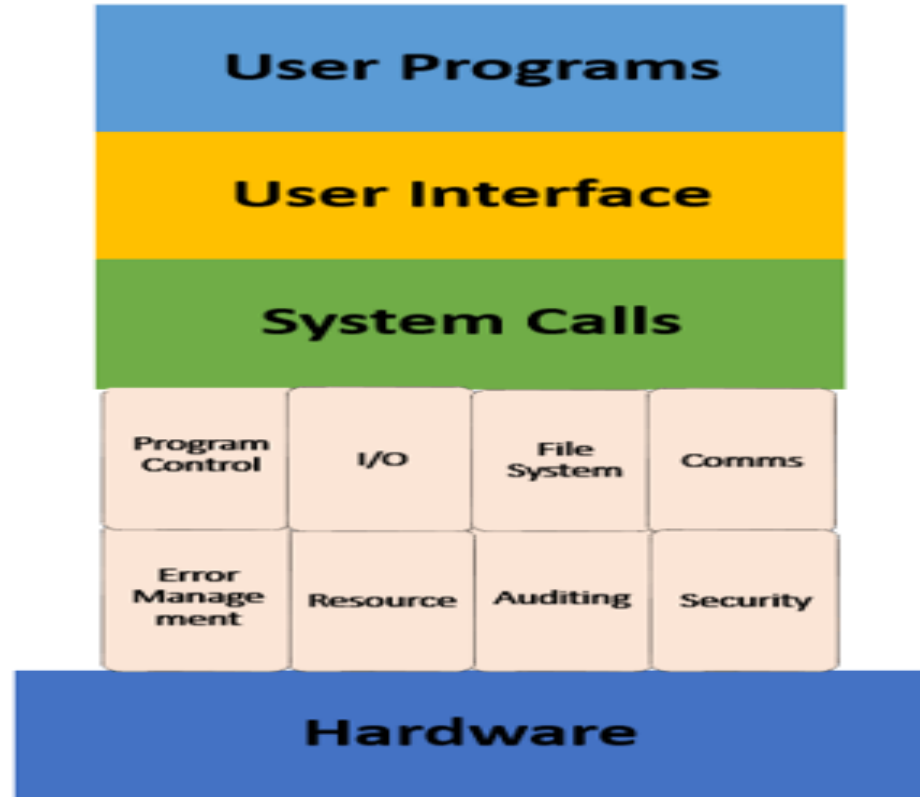 User Programs
User Interface
System Calls
Program
Control
I/O
File
System
Comms
Error
Manage
ment
Resource
Auditing
Security
Hardware